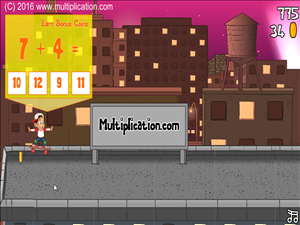 (C) 2016 www.multiplication.com
775
Earn Bonus Coins
34
7 + 4 =
10 12 9 11
Multiplication.com